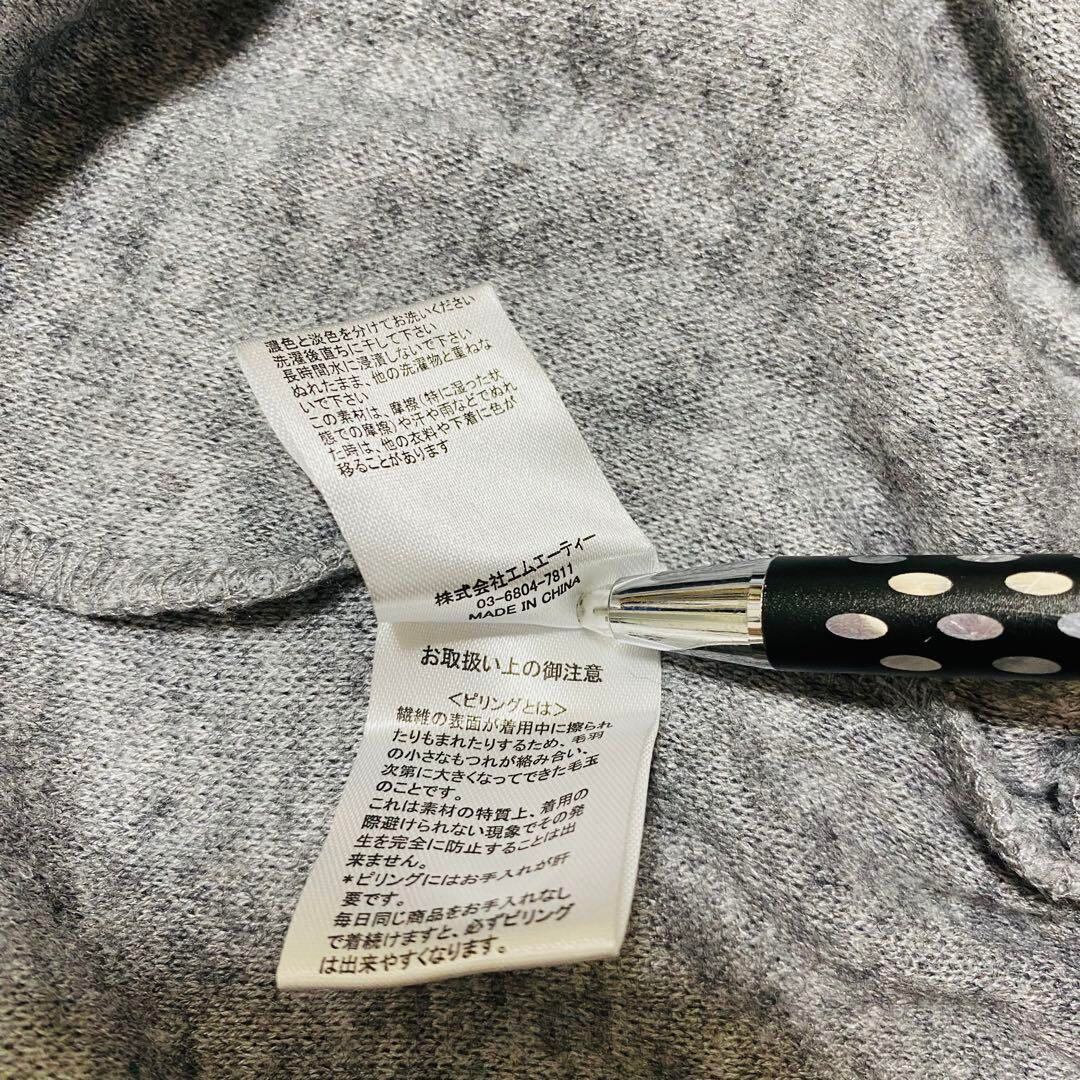 濃色と淡色を分けてお洗いください
洗濯後直ちに干して下さい
長時間水に浸漬しないで下さい
ぬれたまま、他の洗濯物と重ねな
いで下さい
この素材は、摩擦(特に湿った状
態での摩擦)や汗や雨などでぬれ
た時は、他の衣料や下着に色が
移ることがあります
株式会社エムエーティー
03-6804-7811
MADE IN CHINA
お取扱い上の御注意
<ピリングとは>
繊維の表面が着用中に擦られ
たりもまれたりするため、毛羽
の小さなもつれが絡み合い、
次第に大きくなってできた毛玉
のことです。
これは素材の特質上、着用の
際避けられない現象でその発
生を完全に防止することは出
来ません。
*ピリングにはお手入れが肝
要です。
毎日同じ商品をお手入れなし
で着続けますと、必ずピリング
は出来やすくなります。